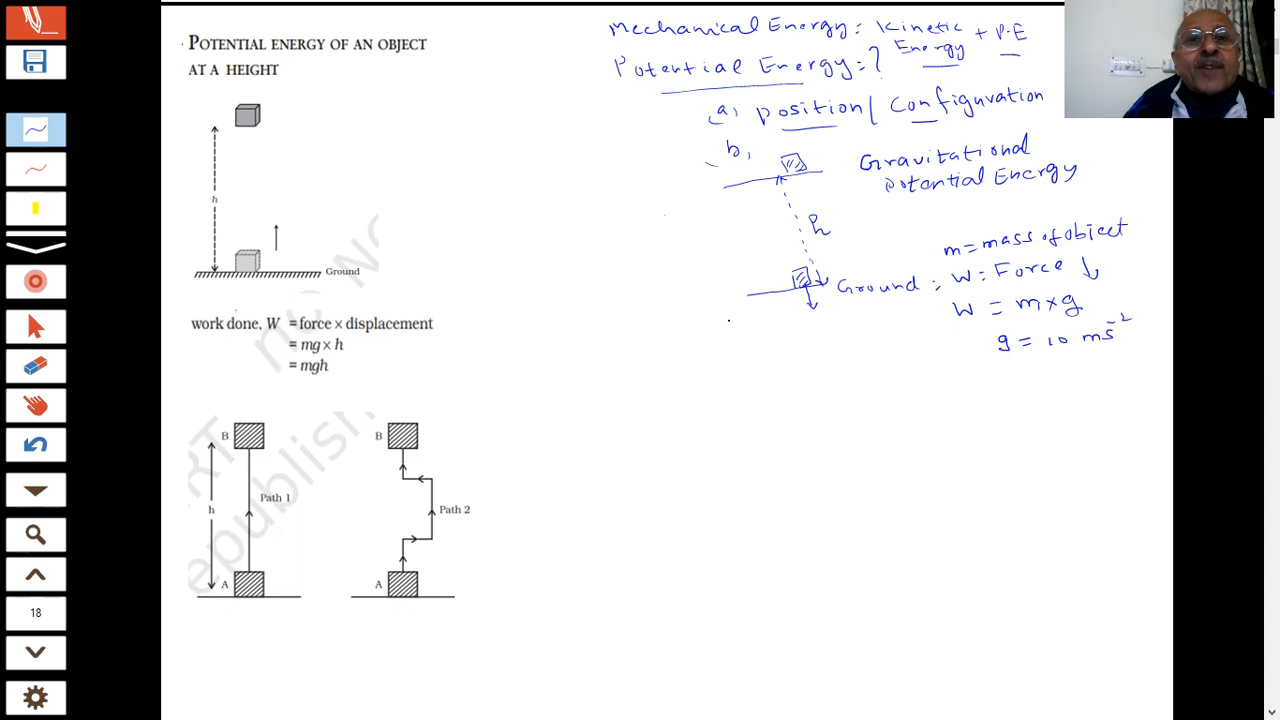 POTENTIAL ENERGY OF AN OBJECT
AT A HEIGHT
h
Ground
work done, W = force × displacement
= mg × h
= mgh
B
h
Path 1
A
B
Path 2
A
Mechanical Energy = Kinetic Energy + P.E
Potential Energy = ?
(a) position / Configuration
(b)
Gravitational
Potential Energy
h
Ground :
m = mass of object
W = Force ↓
W = m × g
g = 10 ms⁻²
no
republish
18